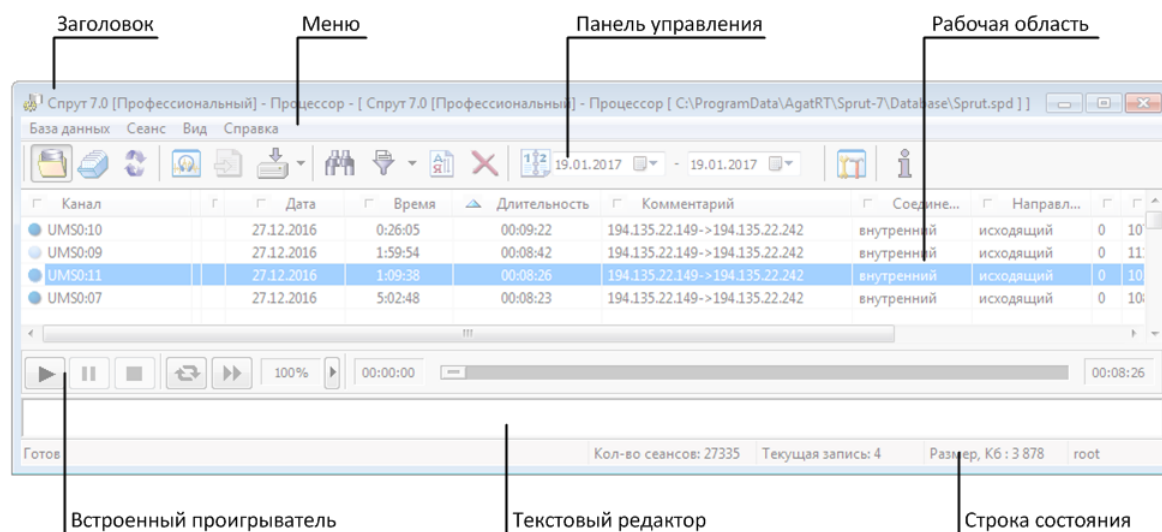 Заголовок Меню Панель управления Рабочая область
Спрут 7.0 [Профессиональный] - Процессор - [ Спрут 7.0 [Профессиональный] - Процессор [ C:\ProgramData\AgatRT\Sprut-7\Database\Sprut.spd ] ]
База данных Сеанс Вид Справка
19.01.2017 - 19.01.2017
Канал Дата Время Длительность Комментарий Соедине... Направл...
UMS0:10 27.12.2016 0:26:05 00:09:22 194.135.22.149->194.135.22.242 внутренний исходящий 0
UMS0:09 27.12.2016 1:59:54 00:08:42 194.135.22.149->194.135.22.242 внутренний исходящий 0
UMS0:11 27.12.2016 1:09:38 00:08:26 194.135.22.149->194.135.22.242 внутренний исходящий 0
UMS0:07 27.12.2016 5:02:48 00:08:23 194.135.22.149->194.135.22.242 внутренний исходящий 0
100% 00:00:00 00:08:26
Готов Кол-во сеансов: 27335 Текущая запись: 4 Размер, Кб : 3 878 root
Встроенный проигрыватель Текстовый редактор Строка состояния